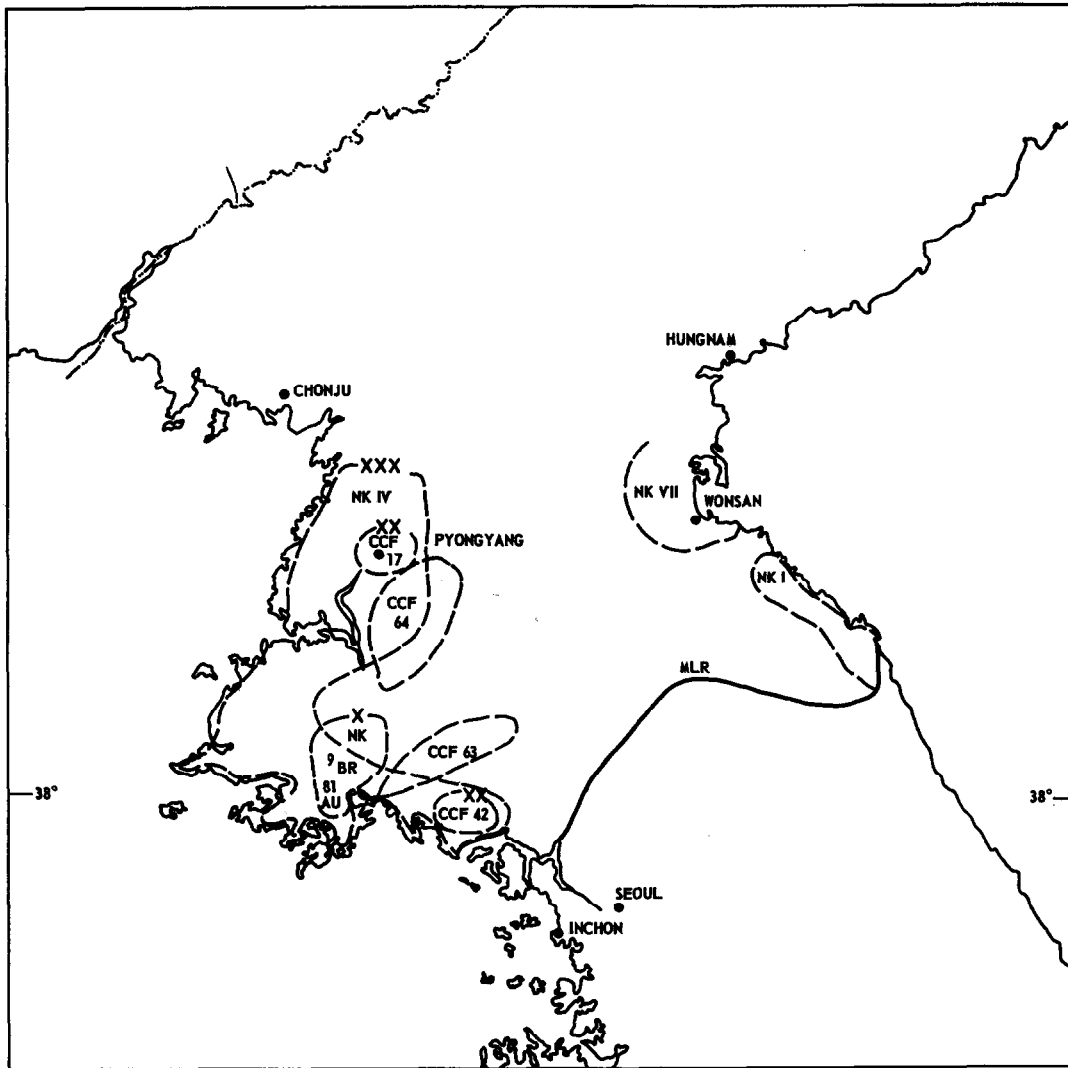 HUNGNAM
CHONJU
XXX
NK IV
NK VII
WONSAN
XX
CCF
17
PYONGYANG
NK I
CCF
64
MLR
X
NK
9 BR
81
AU
CCF 63
38°
38°
XX
CCF 42
SEOUL
INCHON